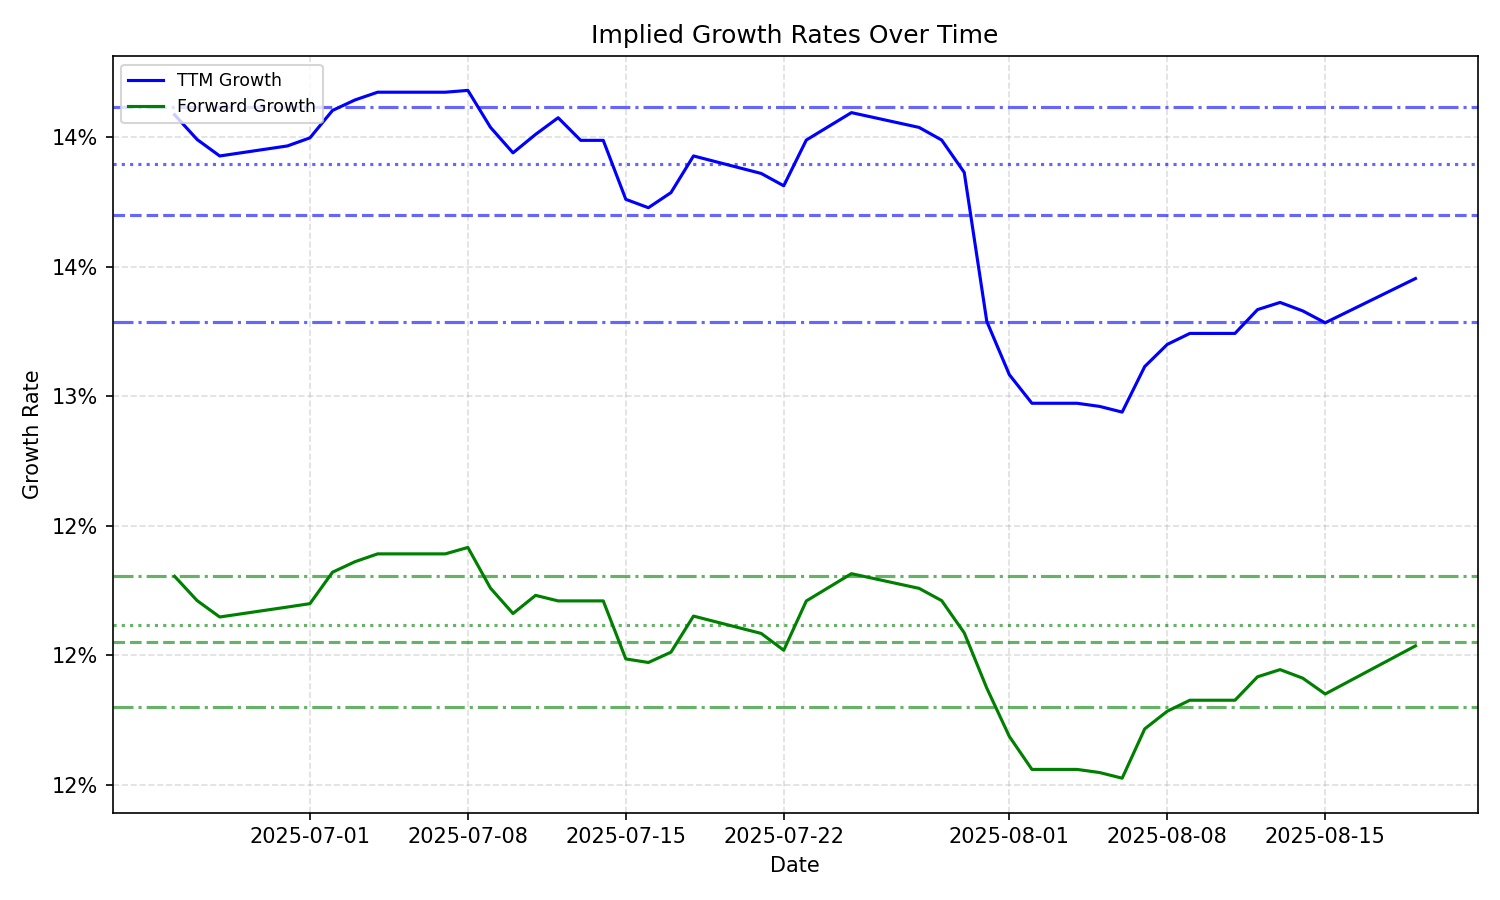 Implied Growth Rates Over Time
TTM Growth
Forward Growth
14%
14%
13%
12%
12%
12%
Growth Rate
2025-07-01
2025-07-08
2025-07-15
2025-07-22
2025-08-01
2025-08-08
2025-08-15
Date